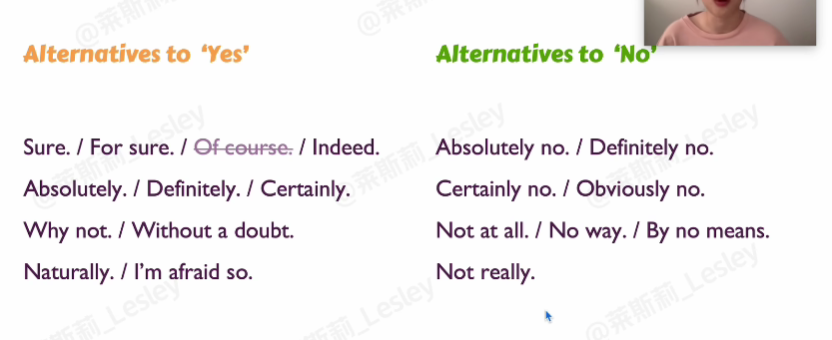 Alternatives to ‘Yes’
Sure. / For sure. / Of course. / Indeed.
Absolutely. / Definitely. / Certainly.
Why not. / Without a doubt.
Naturally. / I’m afraid so.
Alternatives to ‘No’
Absolutely no. / Definitely no.
Certainly no. / Obviously no.
Not at all. / No way. / By no means.
Not really.
@莱斯莉_Lesley